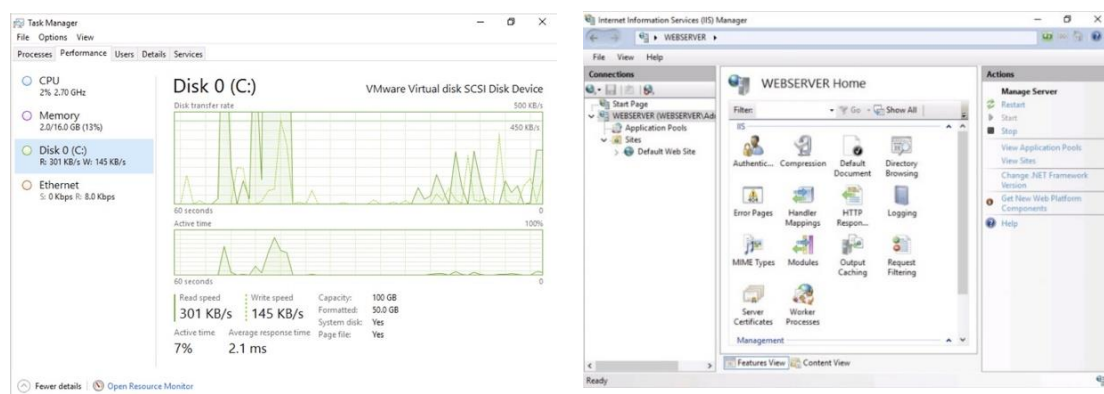 Task Manager
File Options View
Processes Performance Users Details Services
CPU
2% 2.70 GHz
Memory
2.0/16.0 GB (13%)
Disk 0 (C:)
R: 301 KB/s W: 145 KB/s
Ethernet
S: 0 Kbps R: 8.0 Kbps
Disk 0 (C:) VMware Virtual disk SCSI Disk Device
Disk transfer rate 500 KB/s
450 KB/s
60 seconds 0
Active time 100%
60 seconds 0
Read speed Write speed Capacity: 100 GB
301 KB/s 145 KB/s Formatted: 50.0 GB
System disk: Yes
Active time Average response time Page file: Yes
7% 2.1 ms
Fewer details Open Resource Monitor
Internet Information Services (IIS) Manager
WEBSERVER
File View Help
Connections
Start Page
WEBSERVER (WEBSERVER\Adi
Application Pools
Sites
Default Web Site
WEBSERVER Home
Filter: Go Show All
IIS
Authentic... Compression Default Document Directory Browsing
Error Pages Handler Mappings HTTP Respon... Logging
MIME Types Modules Output Caching Request Filtering
Server Certificates Worker Processes
Management
Features View Content View
Actions
Manage Server
Restart
Start
Stop
View Application Pools
View Sites
Change .NET Framework
Version
Get New Web Platform
Components
Help
Ready